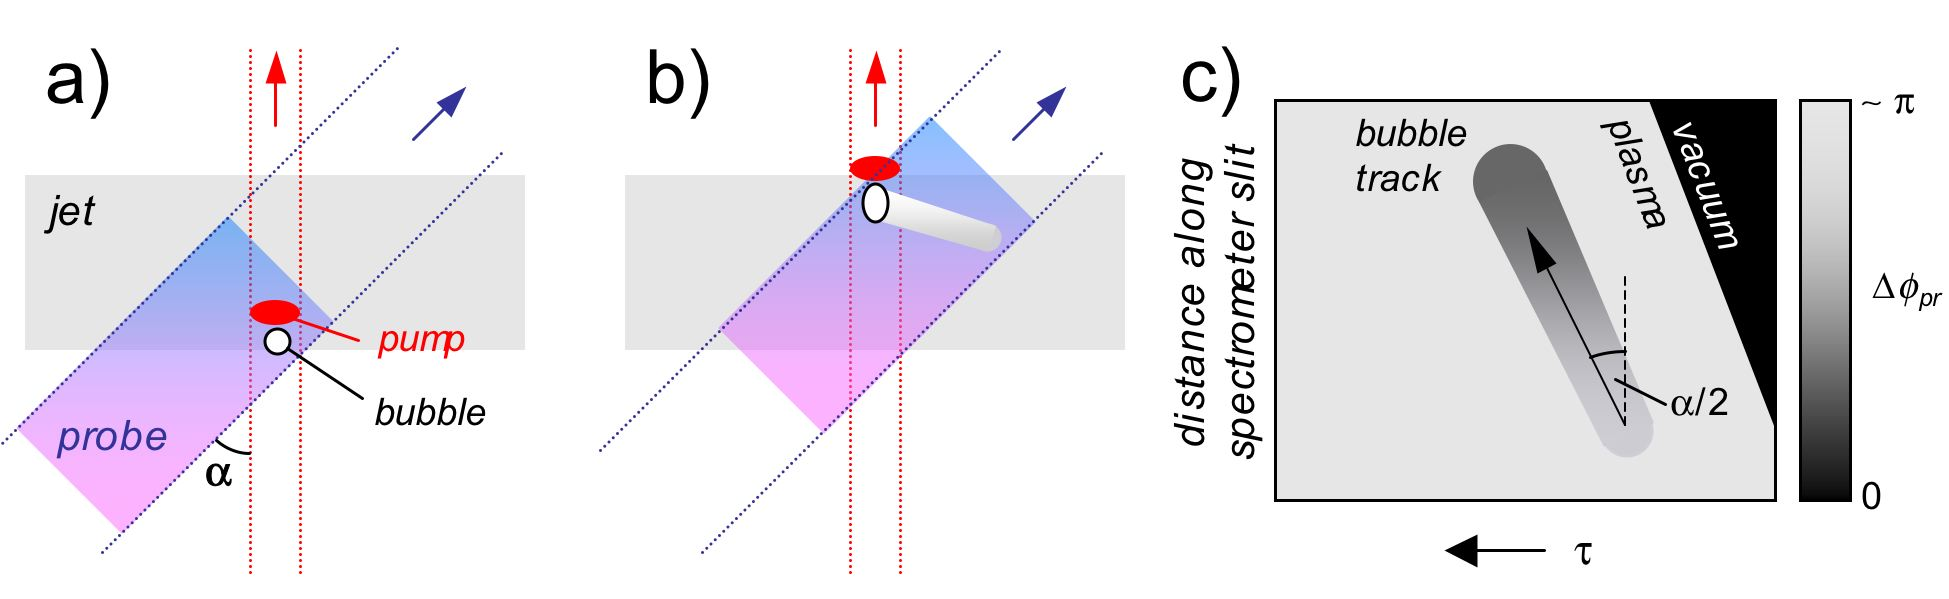 a)
jet
pump
bubble
probe
α
b)
c)
distance along
spectrometer slit
bubble
track
plasma
vacuum
α/2
τ
~ π
Δϕpr
0